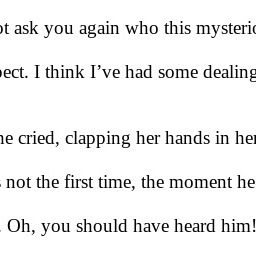 ot ask you again who this mysterio
pect. I think I’ve had some dealing
he cried, clapping her hands in her
not the first time, the moment he
. Oh, you should have heard him!